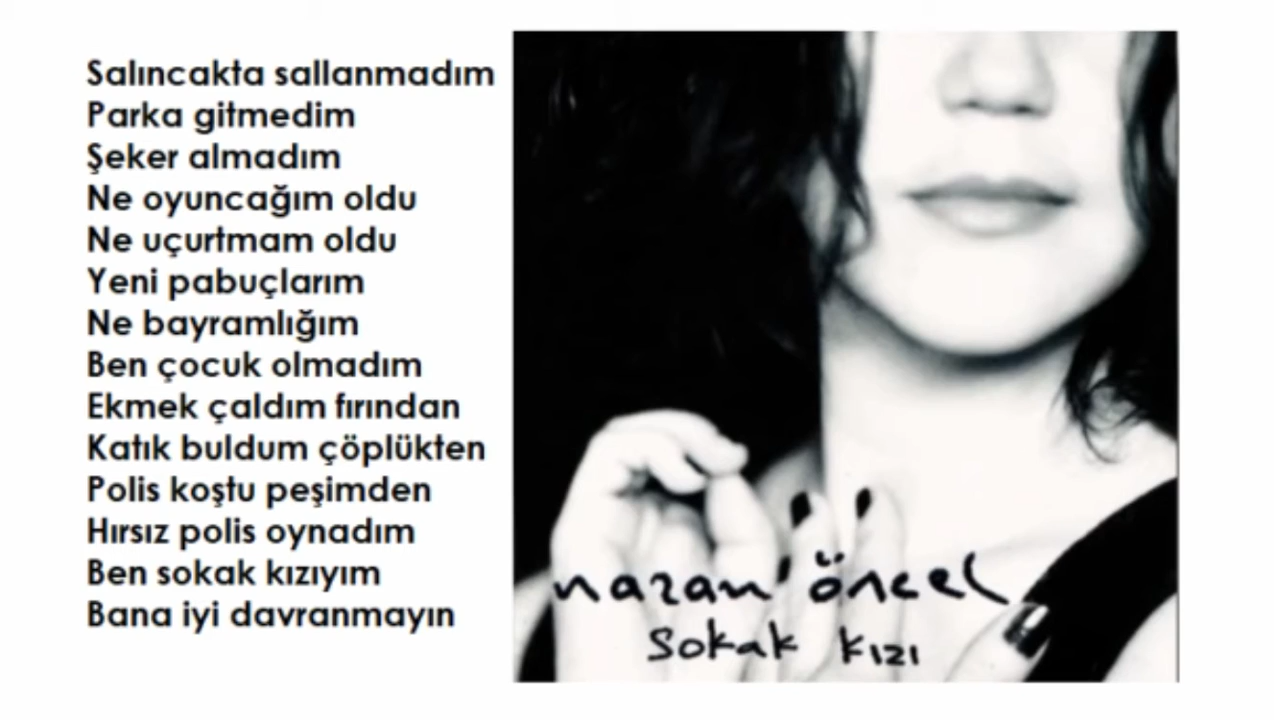 Salıncakta sallanmadım
Parka gitmedim
Şeker almadım
Ne oyuncağım oldu
Ne uçurtmam oldu
Yeni pabuçlarım
Ne bayramlığım
Ben çocuk olmadım
Ekmek çaldım fırından
Katık buldum çöplükten
Polis koştu peşimden
Hırsız polis oynadım
Ben sokak kızıyım
Bana iyi davranmayın
nazan öncel
sokak kızı